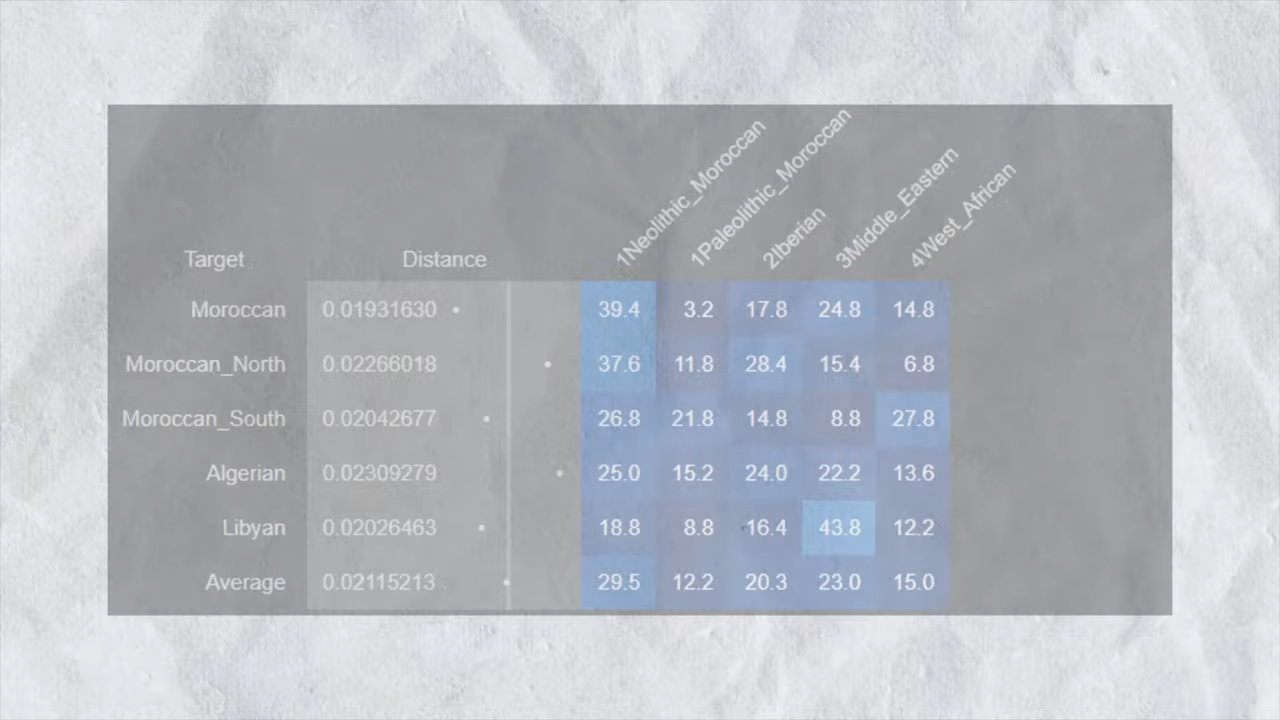 1Neolithic_Moroccan
1Paleolithic_Moroccan
2Iberian
3Middle_Eastern
4West_African
Target Distance
Moroccan 0.01931630 39.4 3.2 17.8 24.8 14.8
Moroccan_North 0.02266018 37.6 11.8 28.4 15.4 6.8
Moroccan_South 0.02042677 26.8 21.8 14.8 8.8 27.8
Algerian 0.02309279 25.0 15.2 24.0 22.2 13.6
Libyan 0.02026463 18.8 8.8 16.4 43.8 12.2
Average 0.02115213 29.5 12.2 20.3 23.0 15.0